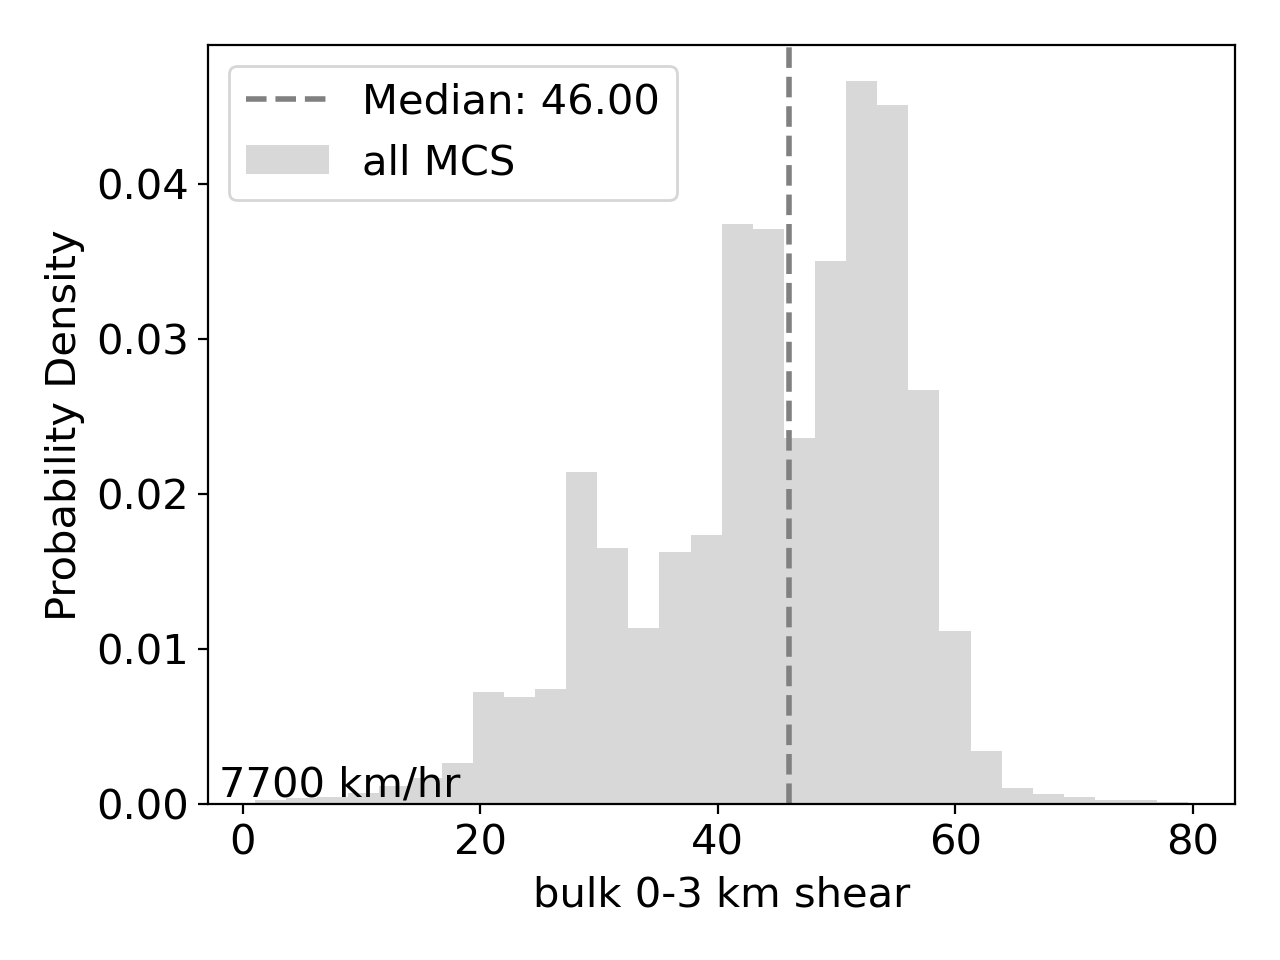 Median: 46.00
all MCS
0.04
0.03
0.02
0.01
0.00
Probability Density
7700 km/hr
0 20 40 60 80
bulk 0-3 km shear